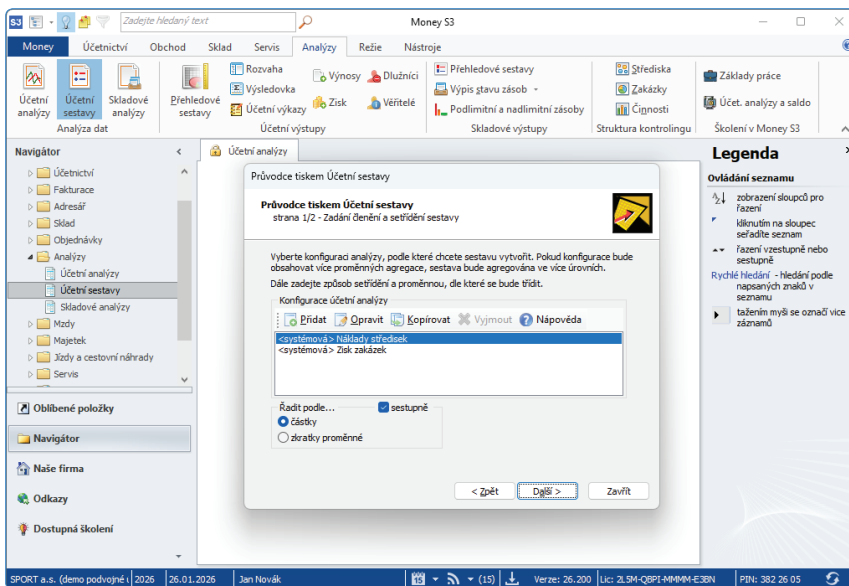 S3 Zadejte hledaný text Money S3
Money Účetnictví Obchod Sklad Servis Analýzy Režie Nástroje
Účetní analýzy
Účetní sestavy
Skladové analýzy
Analýza dat
Přehledové sestavy
Rozvaha
Výsledovka
Účetní výkazy
Výnosy
Zisk
Dlužníci
Věřitelé
Účetní výstupy
Přehledové sestavy
Výpis stavu zásob
Podlimitní a nadlimitní zásoby
Skladové výstupy
Střediska
Zakázky
Činnosti
Struktura kontrolingu
Základy práce
Účet. analýzy a saldo
Školení v Money S3
Navigátor
Účetnictví
Fakturace
Adresář
Sklad
Objednávky
Analýzy
Účetní analýzy
Účetní sestavy
Skladové analýzy
Mzdy
Majetek
Jízdy a cestovní náhrady
Servis
Oblíbené položky
Navigátor
Naše firma
Odkazy
Dostupná školení
Účetní analýzy
Průvodce tiskem Účetní sestavy
Průvodce tiskem Účetní sestavy
strana 1/2 - Zadání členění a setřídění sestavy
Vyberte konfiguraci analýzy, podle které chcete sestavu vytvořit. Pokud konfigurace bude
obsahovat více proměnných agregace, sestava bude agregována ve více úrovních.
Dále zadejte způsob setřídění a proměnnou, dle které se bude třídit.
Konfigurace účetní analýzy
Přidat Opravit Kopírovat Vyjmout Nápověda
<systémová> Náklady středisek
<systémová> Zisk zakázek
Řadit podle... sestupně
částky
zkratky proměnné
< Zpět Další > Zavřít
Legenda
Ovládání seznamu
A Z zobrazení sloupců pro
řazení
kliknutím na sloupec
seřadíte seznam
řazení vzestupně nebo
sestupně
Rychlé hledání - hledání podle
napsaných znaků v
seznamu
tažením myši se označí více
záznamů
SPORT a.s. (demo podvojné ú 2026 26.01.2026 Jan Novák 15 (15) Verze: 26.200 Lic: 2L5M-QBPI-MMMM-E3BN PIN: 382 26 05